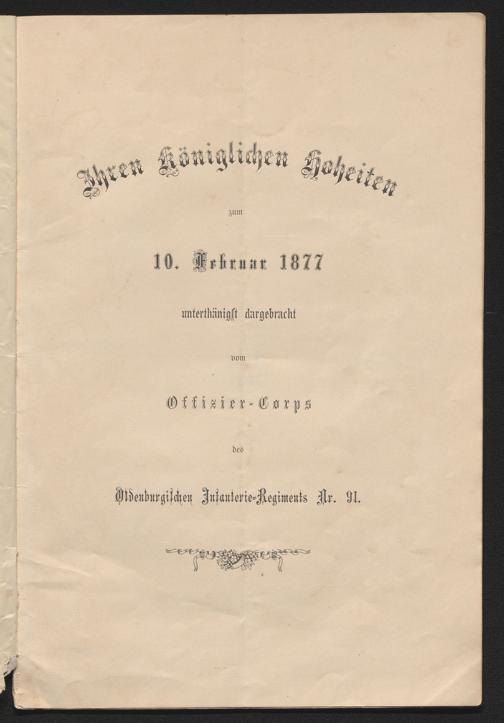 Ihren Königlichen Hoheiten
zum
10. Februar 1877
unterthänigst dargebracht
vom
Offizier-Corps
des
Oldenburgischen Infanterie-Regiments Nr. 91.